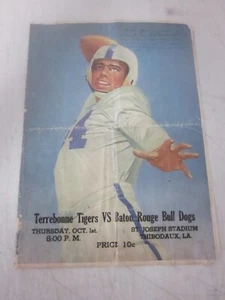 Terrebonne Tigers VS Baton Rouge Bull Dogs
THURSDAY, OCT. 1st.
8:00 P. M.
ST JOSEPH STADIUM
THIBODAUX, LA.
PRICE 10c